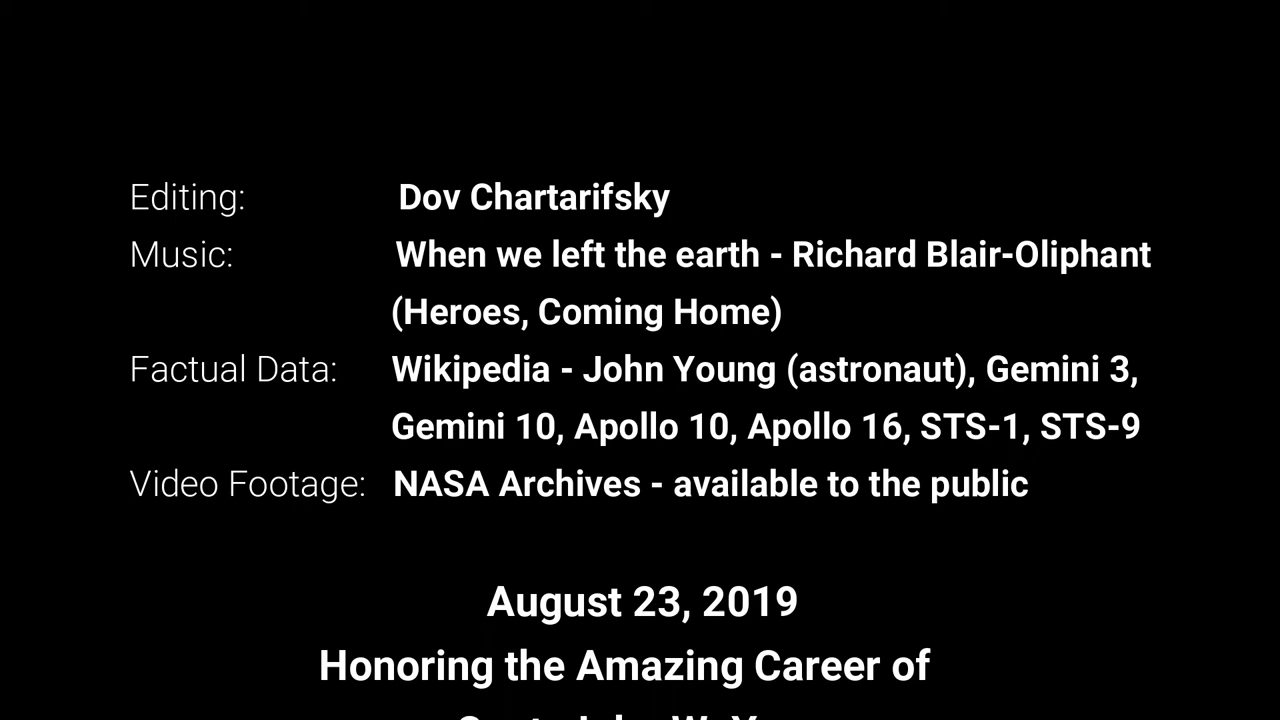 Editing: Dov Chartarifsky
Music: When we left the earth - Richard Blair-Oliphant
(Heroes, Coming Home)
Factual Data: Wikipedia - John Young (astronaut), Gemini 3,
Gemini 10, Apollo 10, Apollo 16, STS-1, STS-9
Video Footage: NASA Archives - available to the public
August 23, 2019
Honoring the Amazing Career of